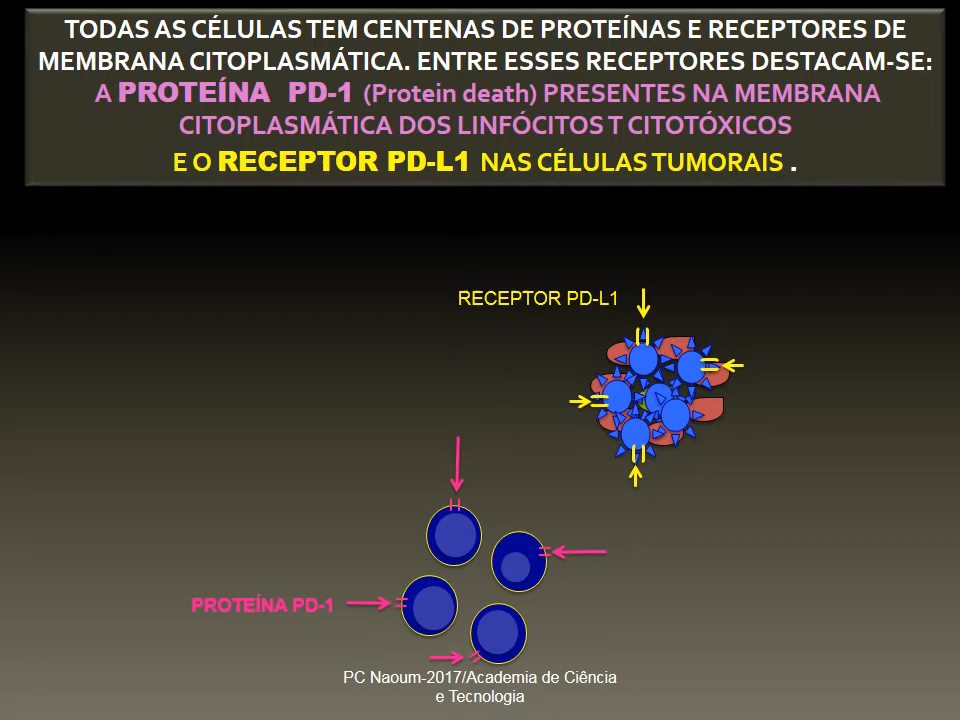 TODAS AS CÉLULAS TEM CENTENAS DE PROTEÍNAS E RECEPTORES DE
MEMBRANA CITOPLASMÁTICA. ENTRE ESSES RECEPTORES DESTACAM-SE:
A PROTEÍNA PD-1 (Protein death) PRESENTES NA MEMBRANA
CITOPLASMÁTICA DOS LINFÓCITOS T CITOTÓXICOS
E O RECEPTOR PD-L1 NAS CÉLULAS TUMORAIS .
RECEPTOR PD-L1
PROTEÍNA PD-1
PC Naoum-2017/Academia de Ciência
e Tecnologia